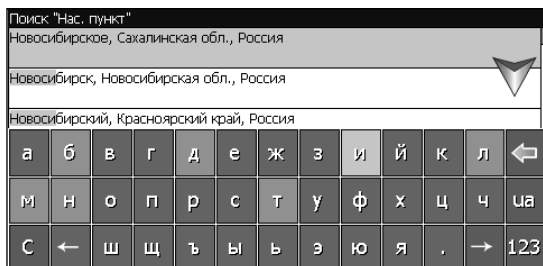 Поиск "Нас. пункт"
Новосибирское, Сахалинская обл., Россия
Новосибирск, Новосибирская обл., Россия
Новосибирский, Красноярский край, Россия
а б в г д е ж з и й к л
м н о п р с т у ф х ц ч ua
С ← ш щ ъ ы ь э ю я . → 123